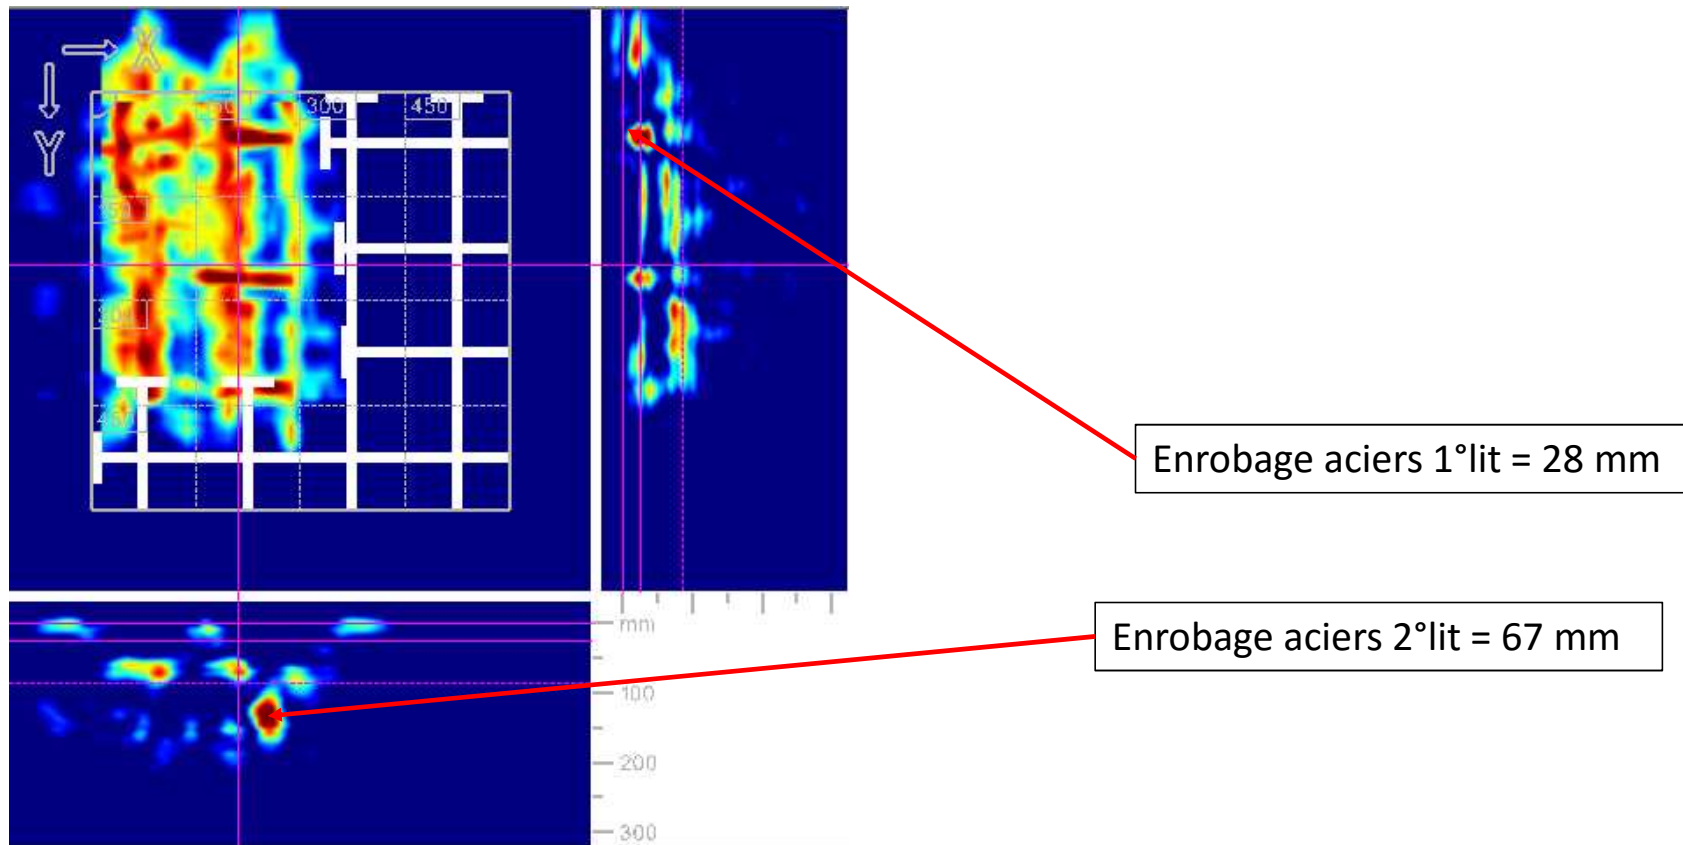 X
Y
300
450
mm
100
200
300
Enrobage aciers 1°lit = 28 mm
Enrobage aciers 2°lit = 67 mm